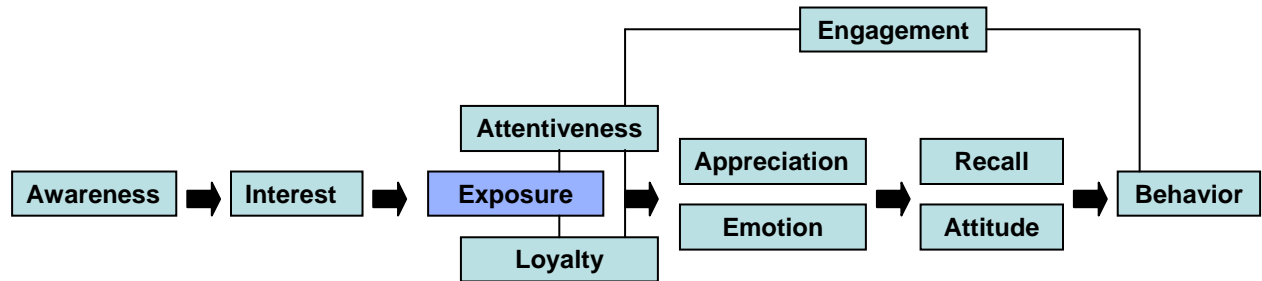 Engagement
Attentiveness
Appreciation
Recall
Awareness
Interest
Exposure
Behavior
Emotion
Attitude
Loyalty